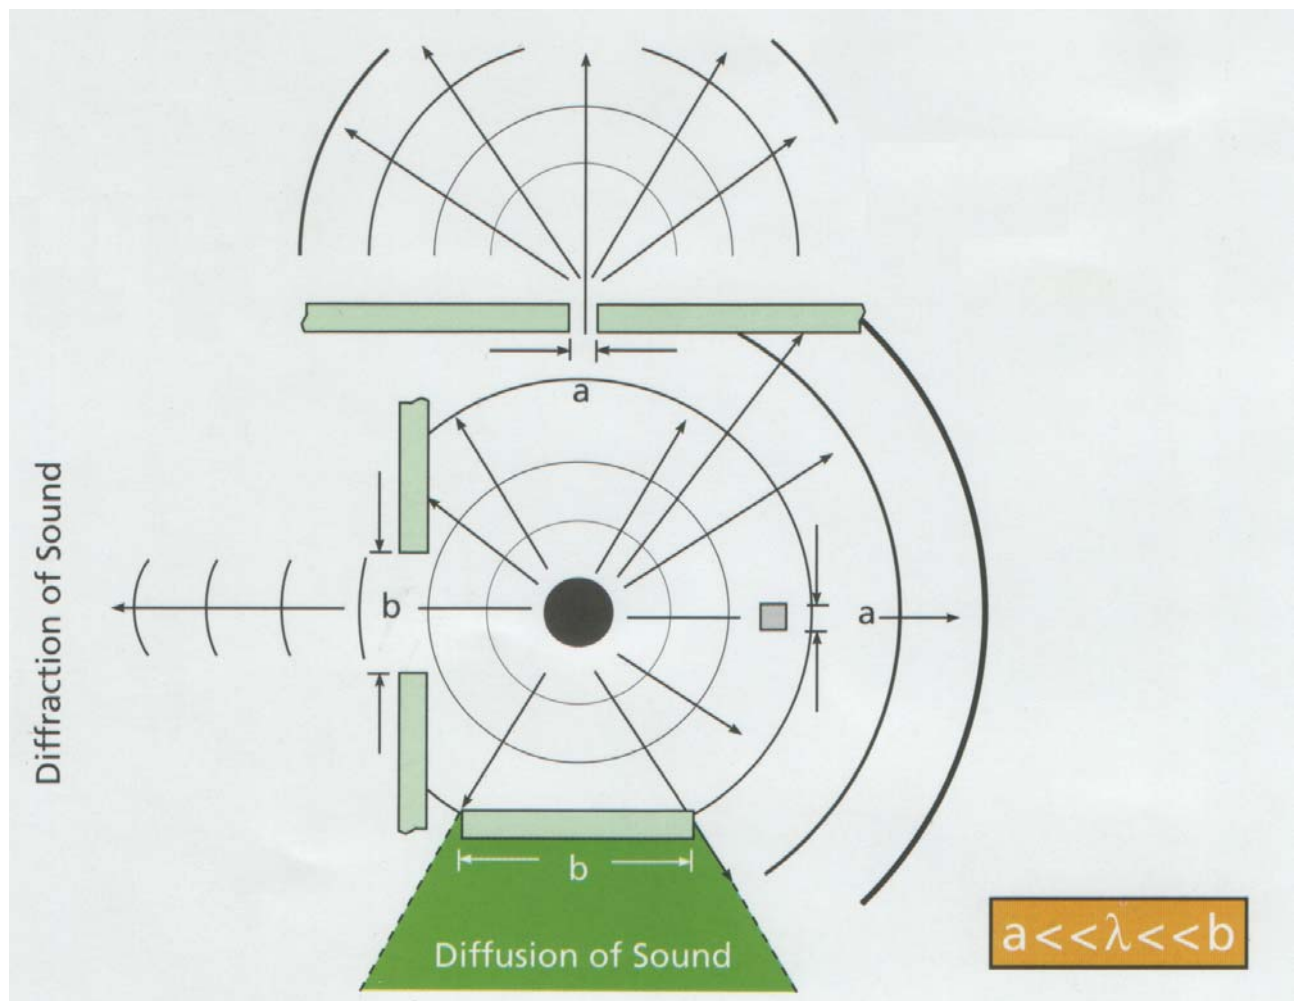 a
Diffraction of Sound
b
a
b
Diffusion of Sound
a<<λ<<b